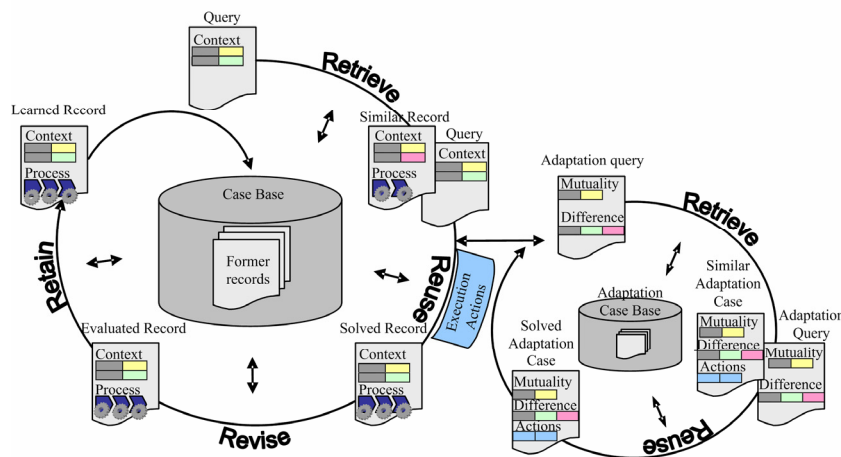 Query
Context
Retrieve
Learned Record
Context
Process
Similar Record
Context
Process
Query
Context
Case Base
Former
records
Retain
Reuse
Execution
Actions
Evaluated Record
Context
Process
Solved Record
Context
Process
Revise
Adaptation query
Mutuality
Difference
Retrieve
Similar
Adaptation
Case
Mutuality
Difference
Actions
Adaptation
Query
Mutuality
Difference
Adaptation
Case Base
Solved
Adaptation
Case
Mutuality
Difference
Actions
Reuse